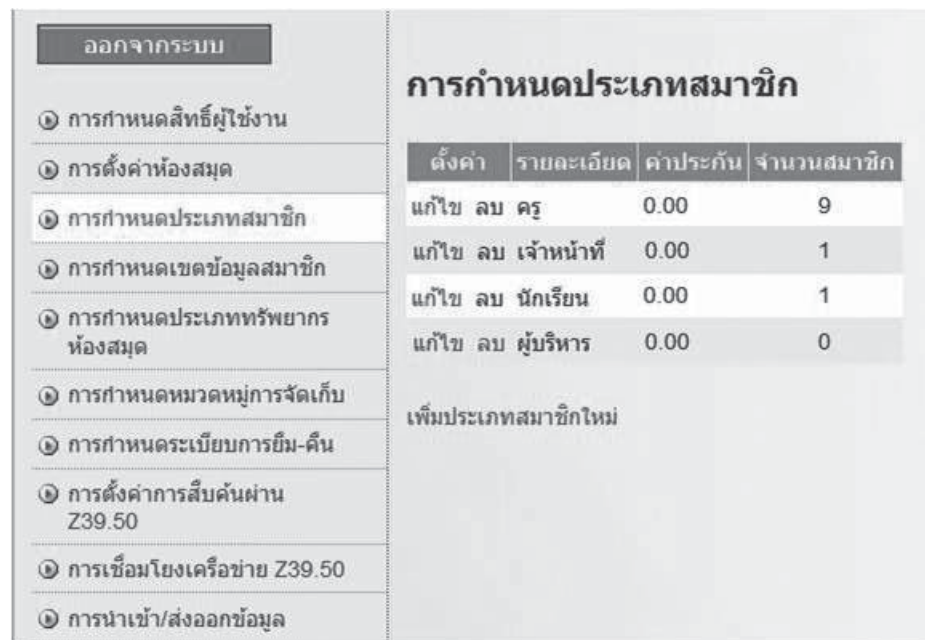 ออกจากระบบ
การกำหนดสิทธิ์ผู้ใช้งาน
การตั้งค่าห้องสมุด
การกำหนดประเภทสมาชิก
การกำหนดเขตข้อมูลสมาชิก
การกำหนดประเภททรัพยากร
ห้องสมุด
การกำหนดหมวดหมู่การจัดเก็บ
การกำหนดระเบียบการยืม-คืน
การตั้งค่าการสืบค้นผ่าน
Z39.50
การเชื่อมโยงเครือข่าย Z39.50
การนำเข้า/ส่งออกข้อมูล
การกำหนดประเภทสมาชิก
ตั้งค่า รายละเอียด ค่าประกัน จำนวนสมาชิก
แก้ไข ลบ ครู 0.00 9
แก้ไข ลบ เจ้าหน้าที่ 0.00 1
แก้ไข ลบ นักเรียน 0.00 1
แก้ไข ลบ ผู้บริหาร 0.00 0
เพิ่มประเภทสมาชิกใหม่